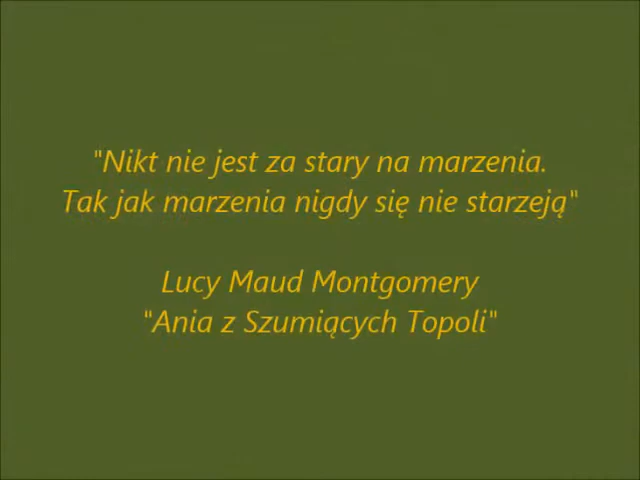 "Nikt nie jest za stary na marzenia.
Tak jak marzenia nigdy się nie starzeją"
Lucy Maud Montgomery
"Ania z Szumiących Topoli"